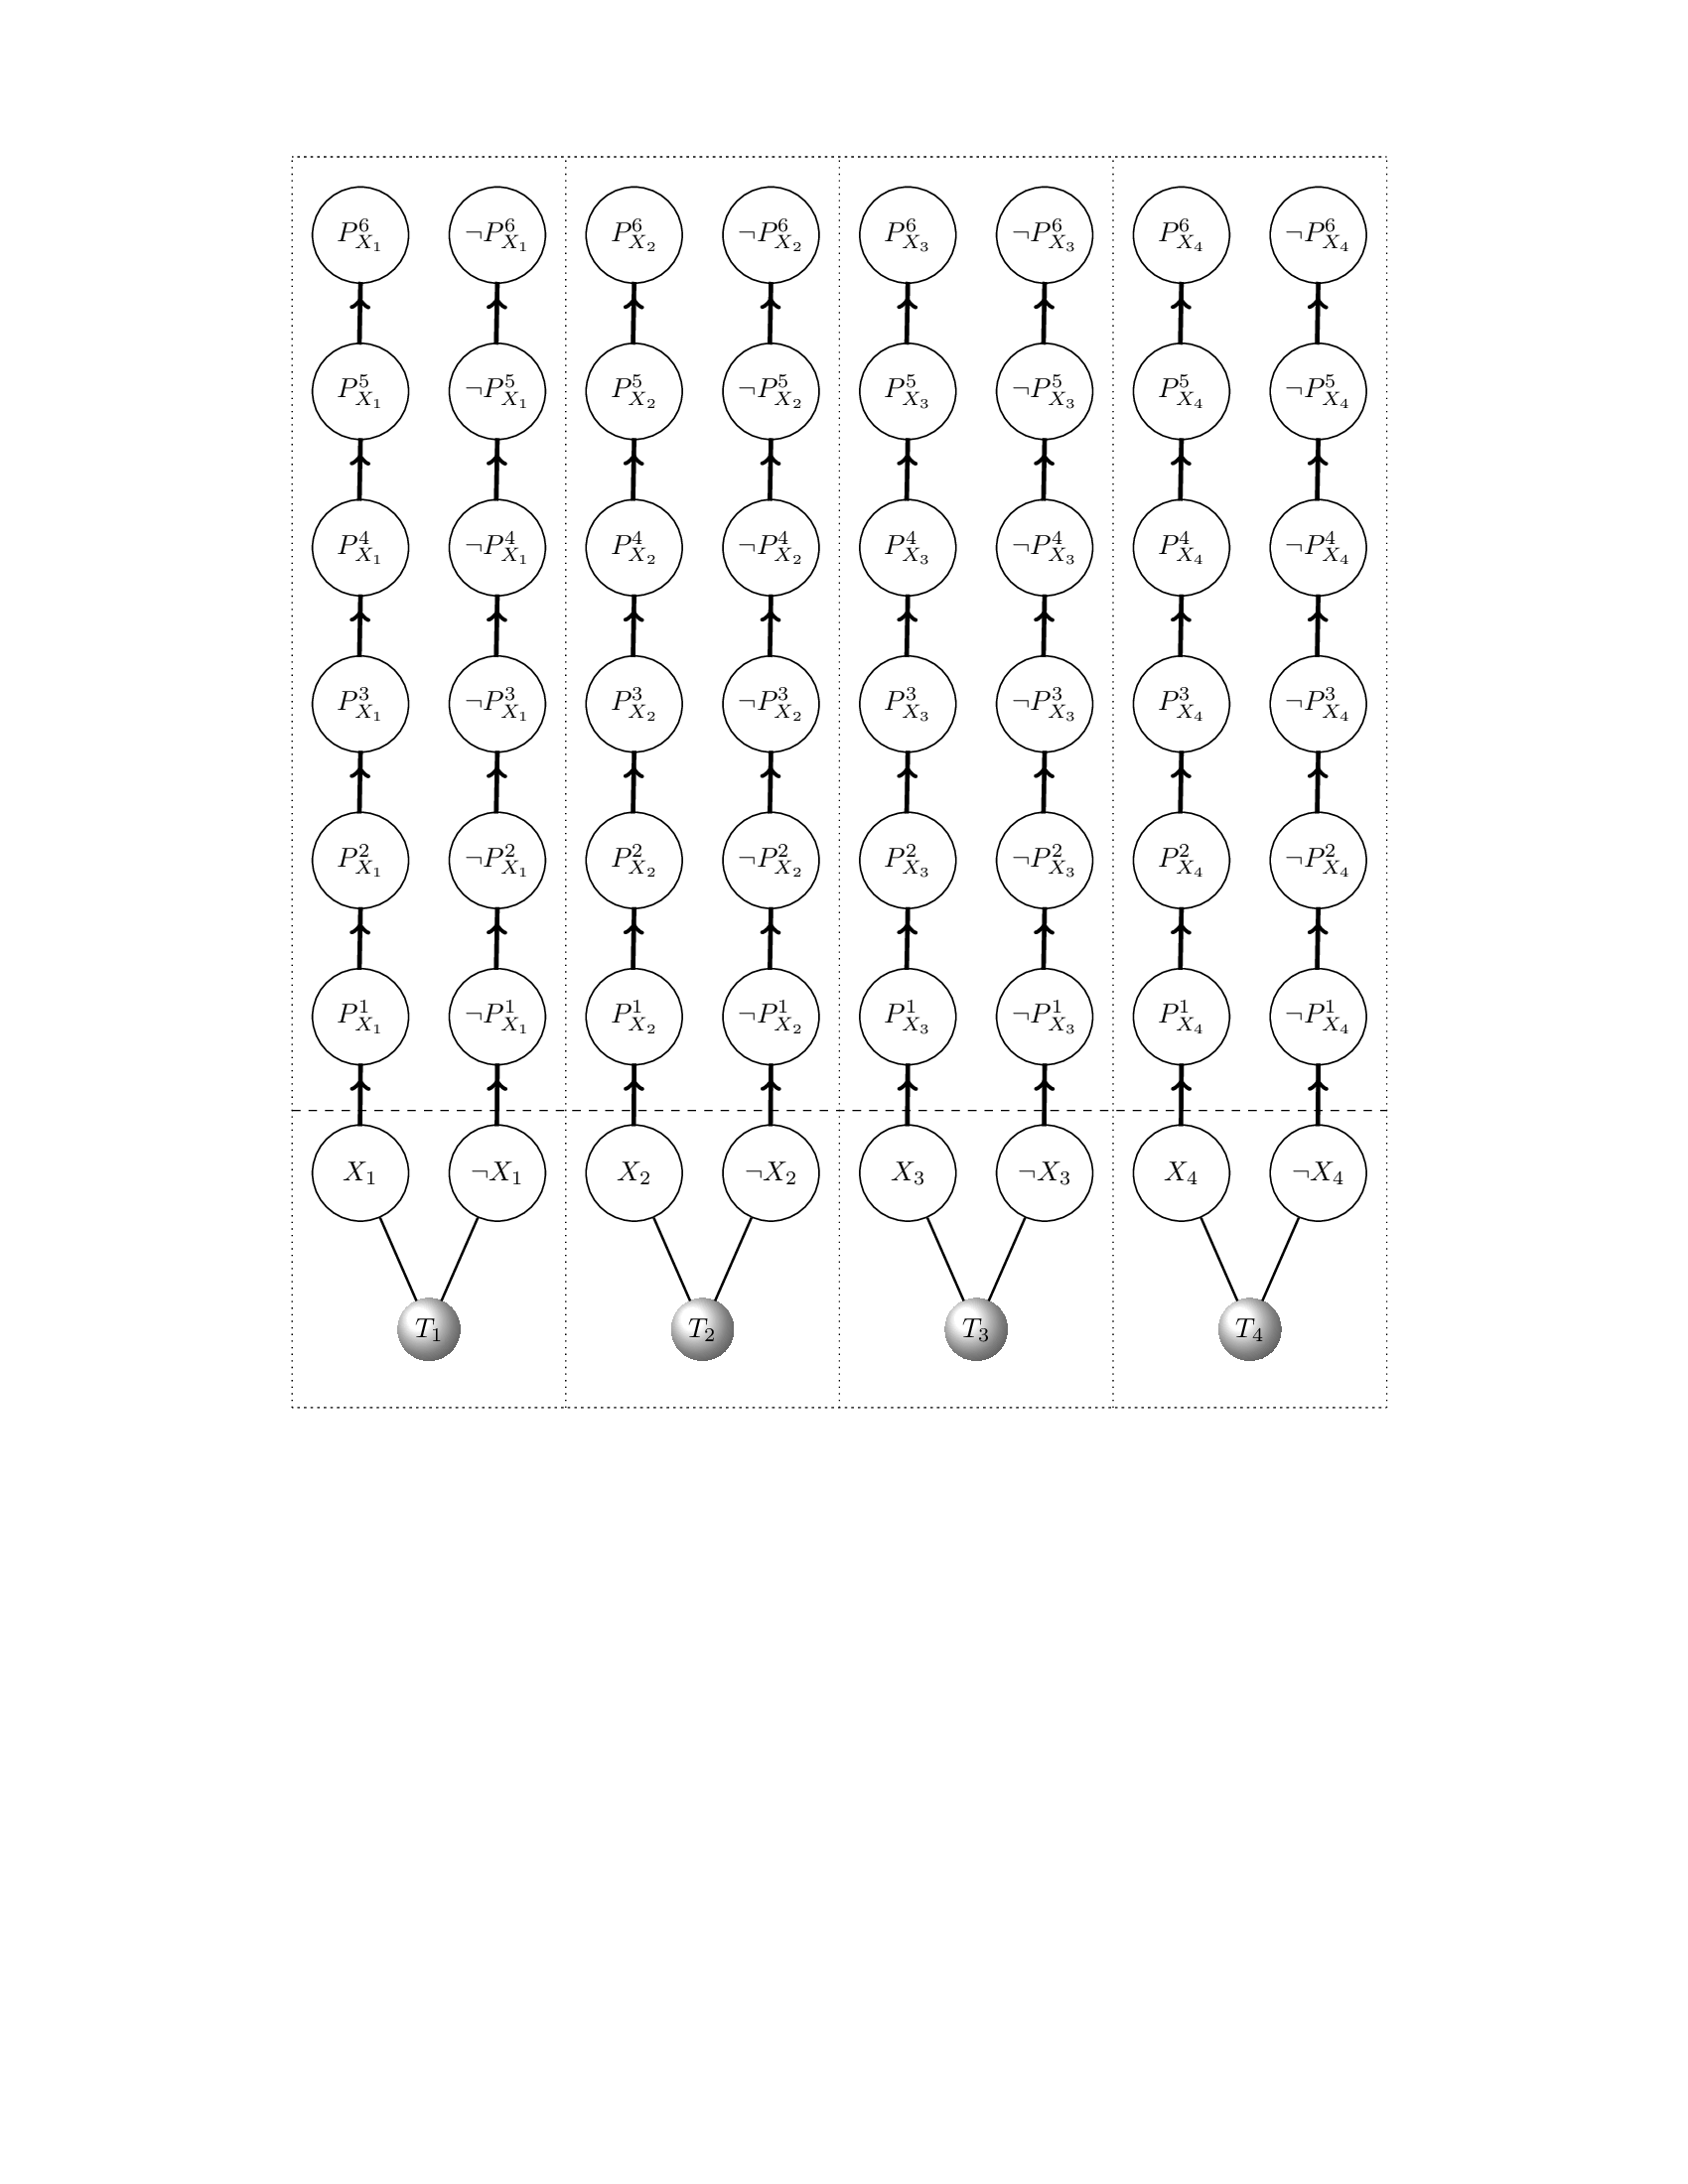 $P^6_{X_1}$ $\neg P^6_{X_1}$ $P^6_{X_2}$ $\neg P^6_{X_2}$ $P^6_{X_3}$ $\neg P^6_{X_3}$ $P^6_{X_4}$ $\neg P^6_{X_4}$
$P^5_{X_1}$ $\neg P^5_{X_1}$ $P^5_{X_2}$ $\neg P^5_{X_2}$ $P^5_{X_3}$ $\neg P^5_{X_3}$ $P^5_{X_4}$ $\neg P^5_{X_4}$
$P^4_{X_1}$ $\neg P^4_{X_1}$ $P^4_{X_2}$ $\neg P^4_{X_2}$ $P^4_{X_3}$ $\neg P^4_{X_3}$ $P^4_{X_4}$ $\neg P^4_{X_4}$
$P^3_{X_1}$ $\neg P^3_{X_1}$ $P^3_{X_2}$ $\neg P^3_{X_2}$ $P^3_{X_3}$ $\neg P^3_{X_3}$ $P^3_{X_4}$ $\neg P^3_{X_4}$
$P^2_{X_1}$ $\neg P^2_{X_1}$ $P^2_{X_2}$ $\neg P^2_{X_2}$ $P^2_{X_3}$ $\neg P^2_{X_3}$ $P^2_{X_4}$ $\neg P^2_{X_4}$
$P^1_{X_1}$ $\neg P^1_{X_1}$ $P^1_{X_2}$ $\neg P^1_{X_2}$ $P^1_{X_3}$ $\neg P^1_{X_3}$ $P^1_{X_4}$ $\neg P^1_{X_4}$
$X_1$ $\neg X_1$ $X_2$ $\neg X_2$ $X_3$ $\neg X_3$ $X_4$ $\neg X_4$
$T_1$ $T_2$ $T_3$ $T_4$